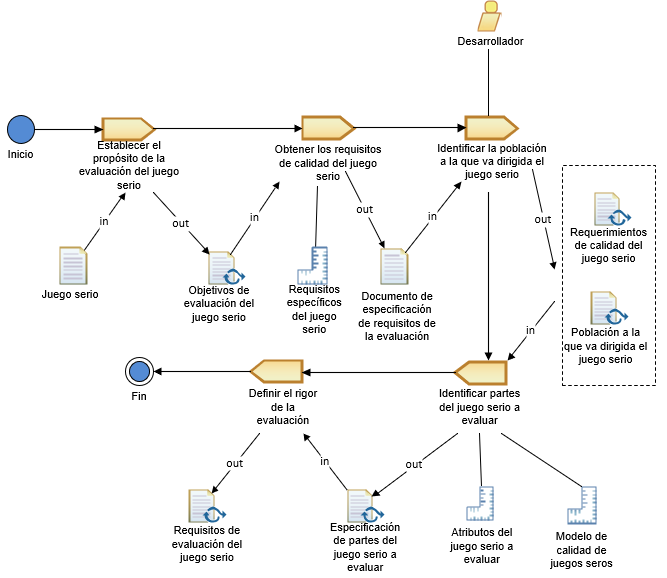 Desarrollador
Inicio
Establecer el
propósito de la
evaluación del juego
serio
Obtener los requisitos
de calidad del juego
serio
Identificar la población
a la que va dirigida el
juego serio
in
out
in
out
in
out
Juego serio
Objetivos de
evaluación del
juego serio
Requisitos
específicos
del juego
serio
Documento de
especificación
de requisitos de la
evaluación
Requerimientos
de calidad del
juego serio
Población a la
que va dirigida el
juego serio
in
Fin
Definir el rigor
de la
evaluación
Identificar partes
del juego serio a
evaluar
out
in
out
Requisitos de
evaluación del
juego serio
Especificación
de partes del
juego serio a
evaluar
Atributos del
juego serio a
evaluar
Modelo de
calidad de
juegos seros